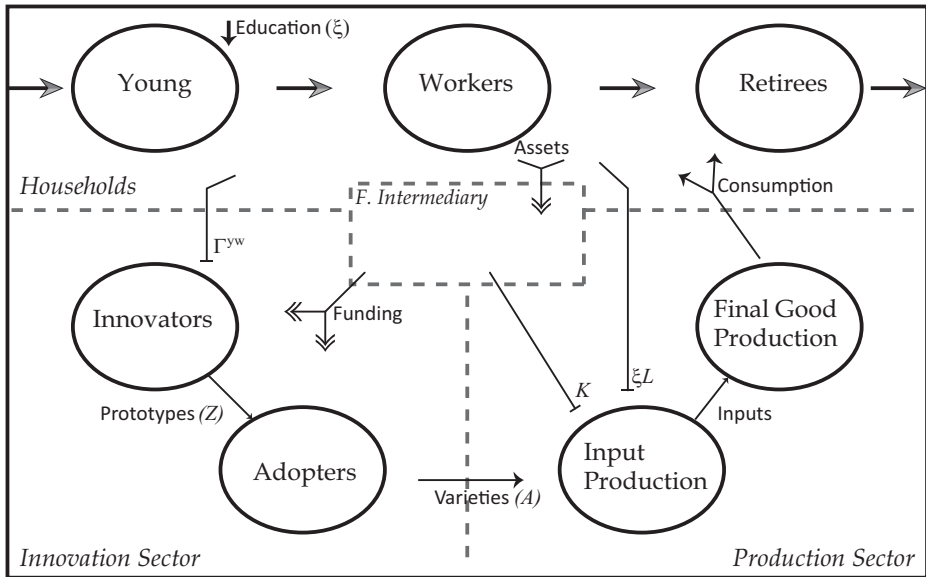 Education (ξ)
Young
Workers
Retirees
Assets
Households
F. Intermediary
Consumption
Γʸʷ
Innovators
Funding
Final Good
Production
K
ξL
Prototypes (Z)
Inputs
Adopters
Input
Production
Varieties (A)
Innovation Sector
Production Sector